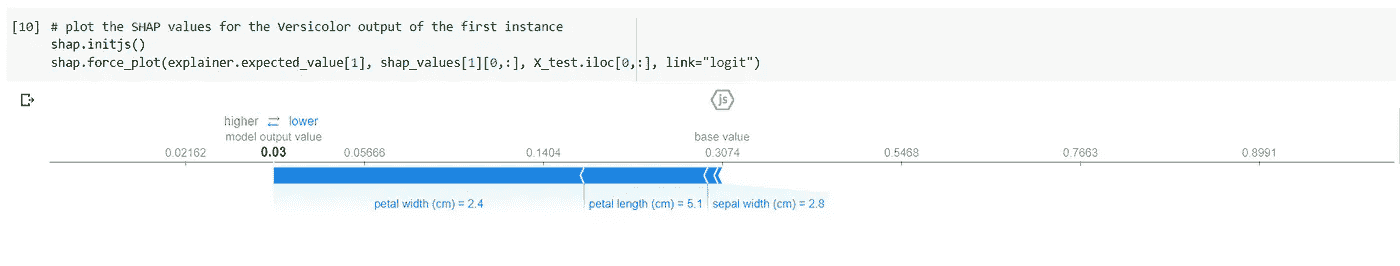 [10] # plot the SHAP values for the Versicolor output of the first instance
shap.initjs()
shap.force_plot(explainer.expected_value[1], shap_values[1][0,:], X_test.iloc[0,:], link="logit")
js
higher ⇄ lower
model output value base value
0.02162 0.03 0.05666 0.1404 0.3074 0.5468 0.7663 0.8991
petal width (cm) = 2.4 petal length (cm) = 5.1 sepal width (cm) = 2.8